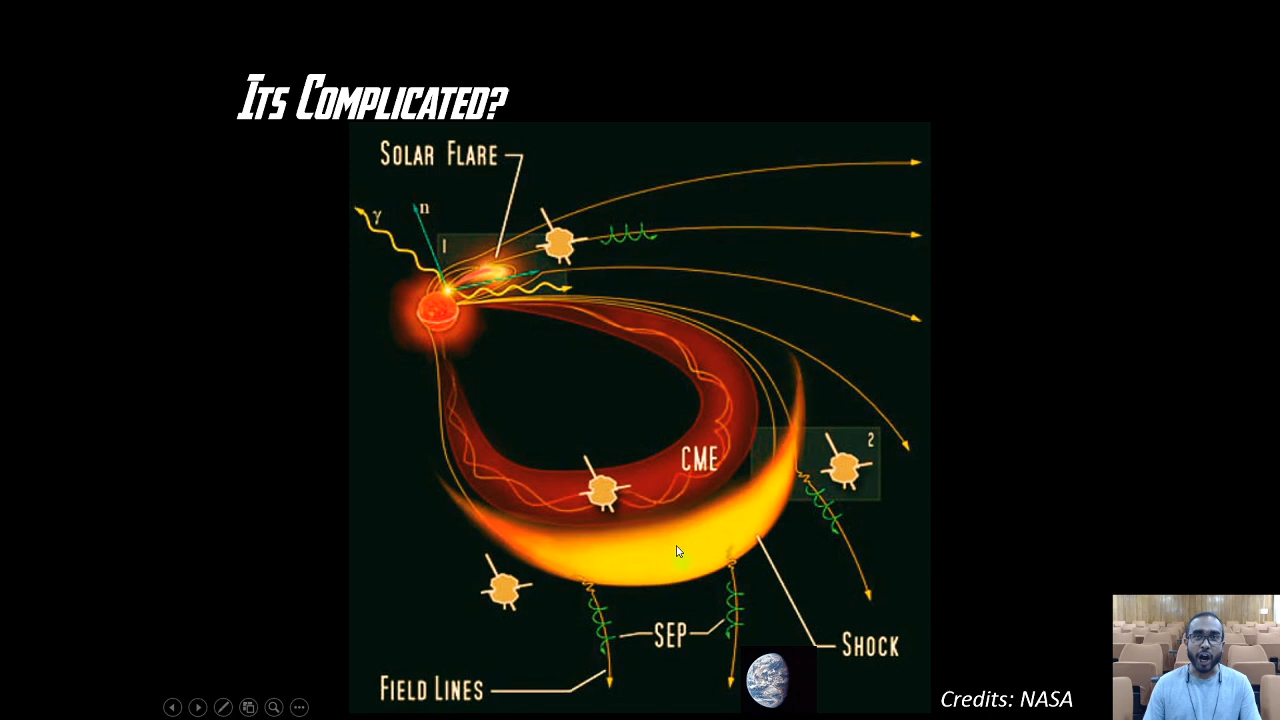 Its Complicated?
Solar Flare
γ
n
1
2
CME
SEP
Shock
Field Lines
Credits: NASA